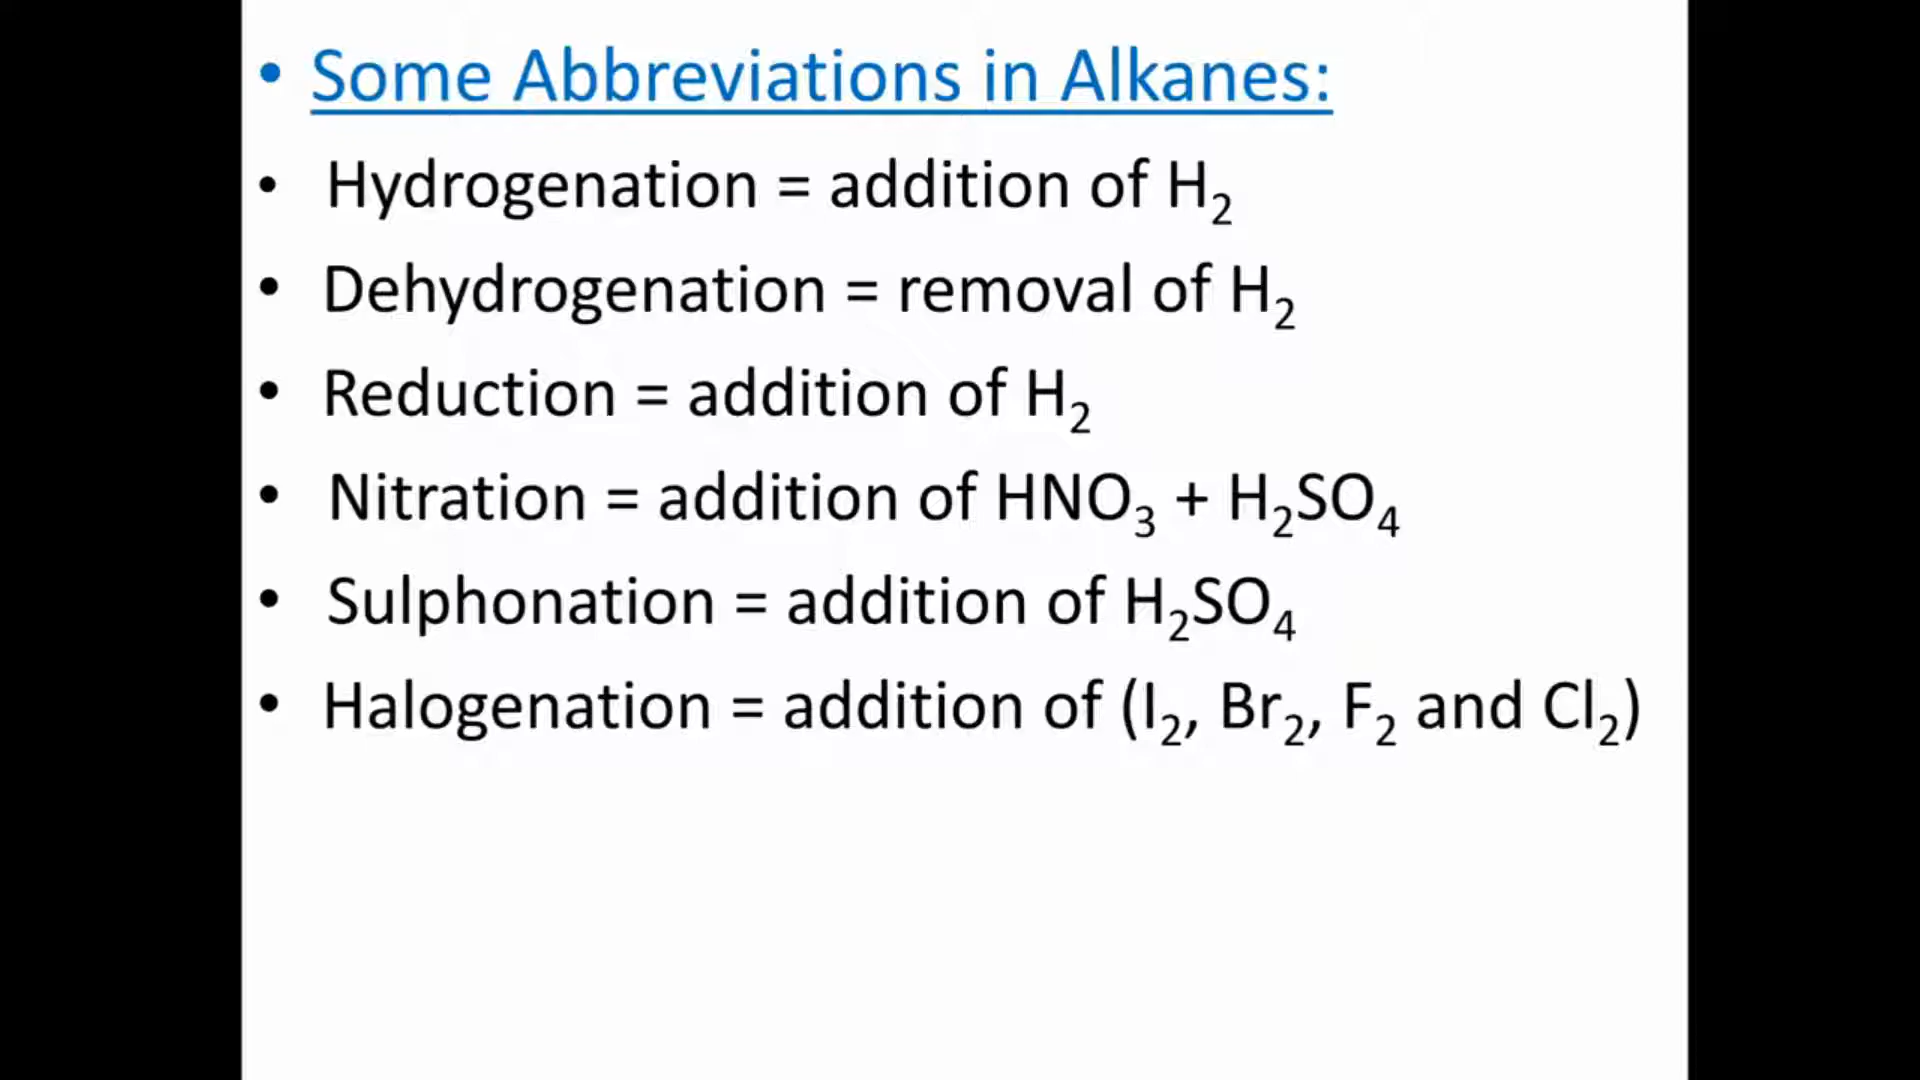 • Some Abbreviations in Alkanes:
• Hydrogenation = addition of H₂
• Dehydrogenation = removal of H₂
• Reduction = addition of H₂
• Nitration = addition of HNO₃ + H₂SO₄
• Sulphonation = addition of H₂SO₄
• Halogenation = addition of (I₂, Br₂, F₂ and Cl₂)